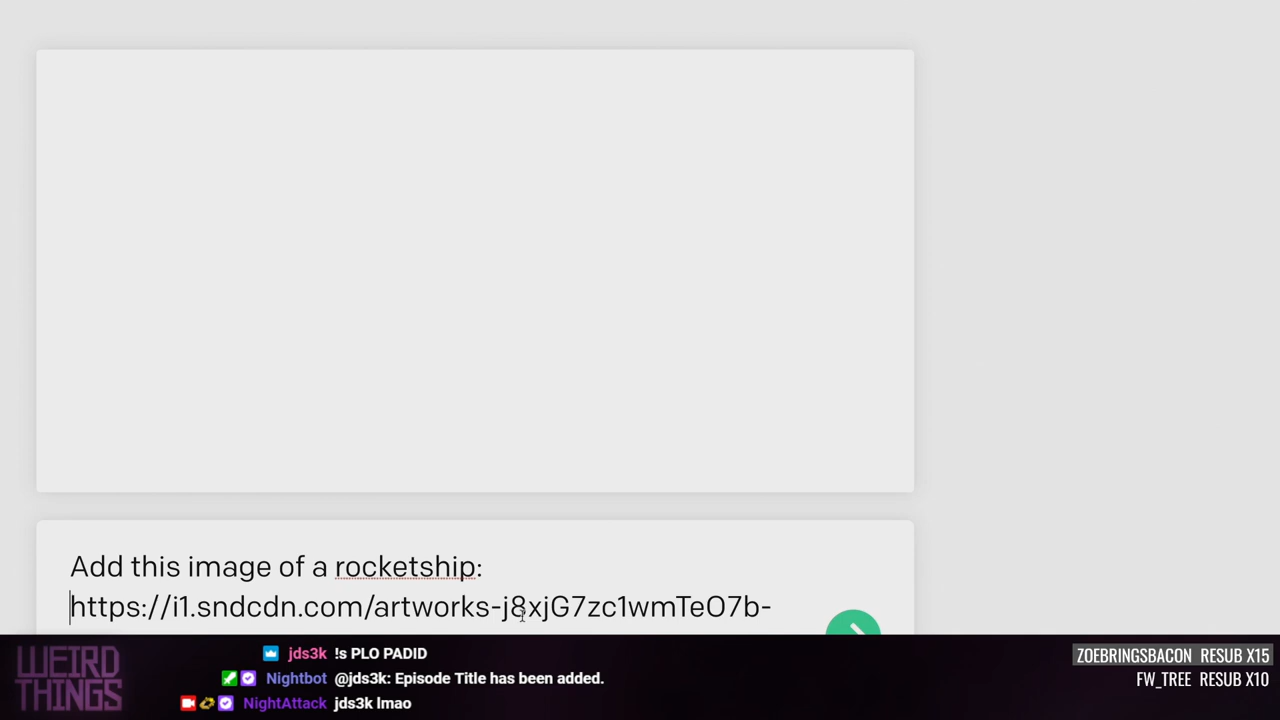 Add this image of a rocketship:
https://i1.sndcdn.com/artworks-j8xjG7zc1wmTeO7b-
WEIRD
THINGS
jds3k !s PLO PADID
Nightbot @jds3k: Episode Title has been added.
NightAttack jds3k lmao
ZOEBRINGSBACON RESUB X15
FW_TREE RESUB X10